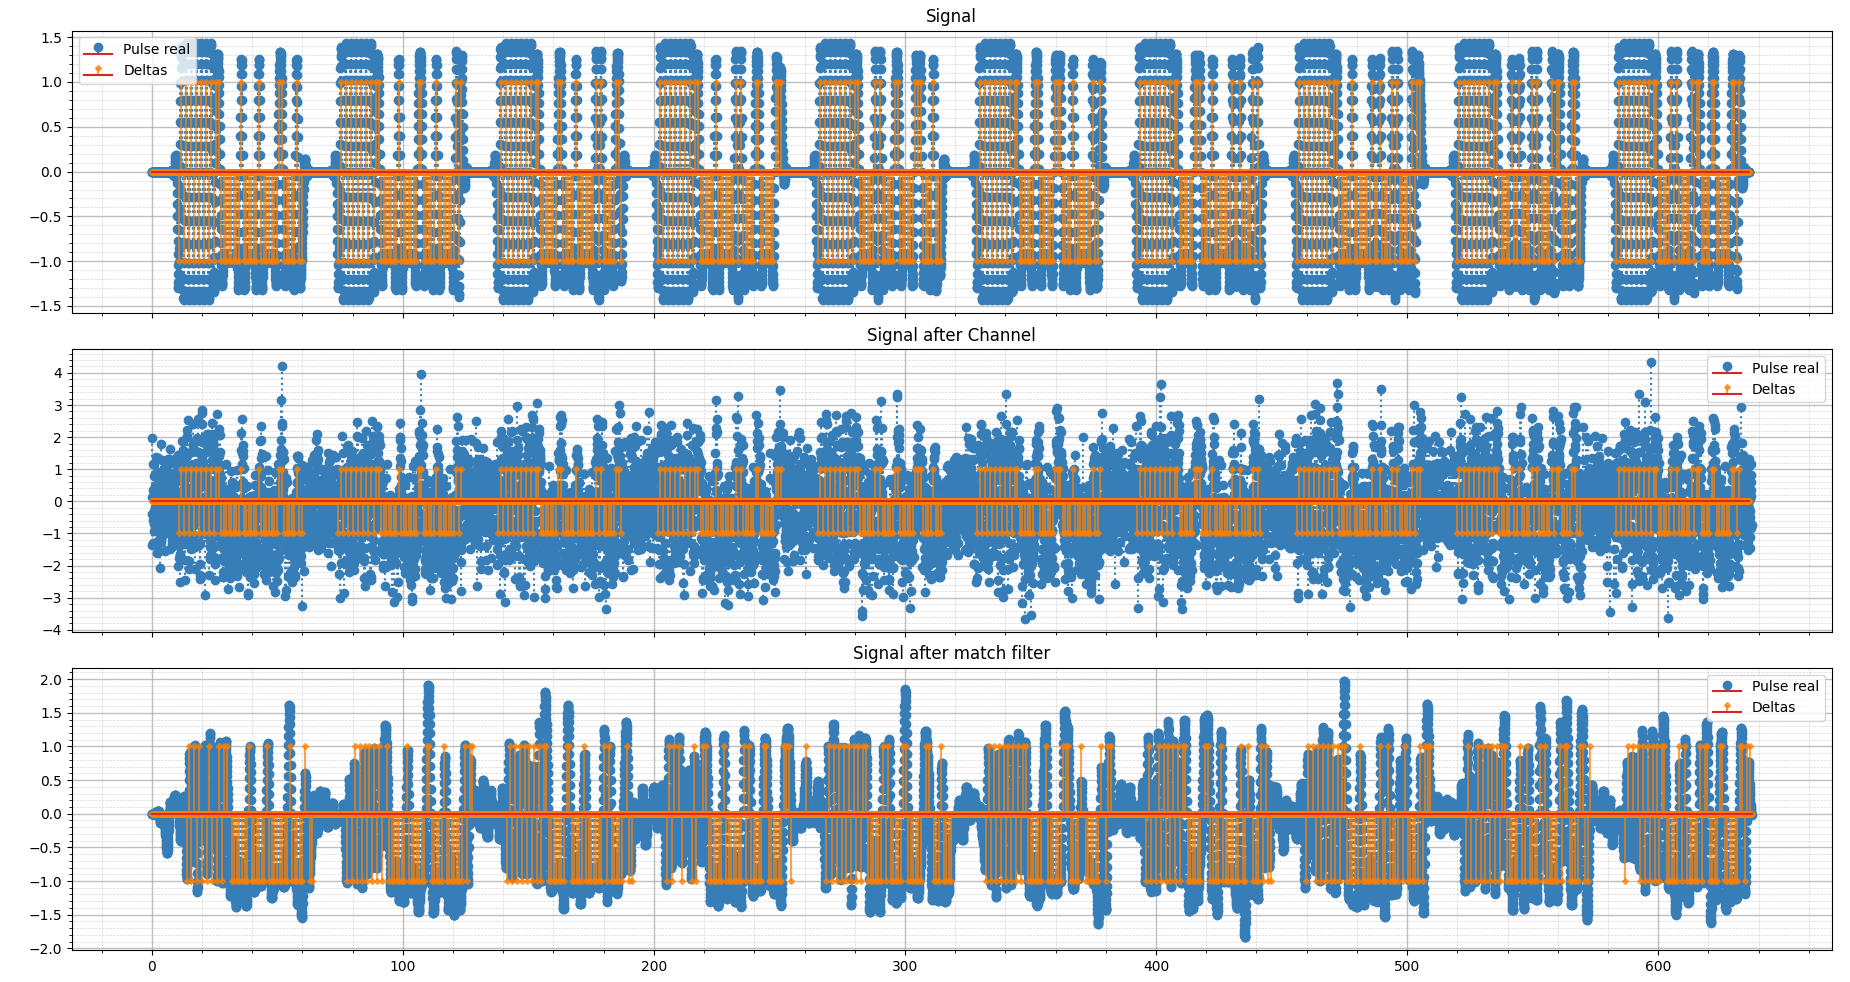 Signal
1.5
1.0
0.5
0.0
−0.5
−1.0
−1.5
Pulse real
Deltas
Signal after Channel
4
3
2
1
0
−1
−2
−3
−4
Pulse real
Deltas
Signal after match filter
2.0
1.5
1.0
0.5
0.0
−0.5
−1.0
−1.5
−2.0
Pulse real
Deltas
0 100 200 300 400 500 600